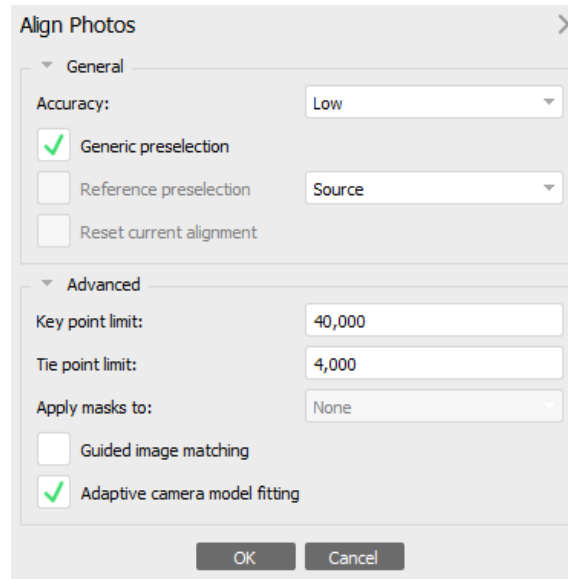 Align Photos
General
Accuracy: Low
Generic preselection
Reference preselection Source
Reset current alignment
Advanced
Key point limit: 40,000
Tie point limit: 4,000
Apply masks to: None
Guided image matching
Adaptive camera model fitting
OK Cancel